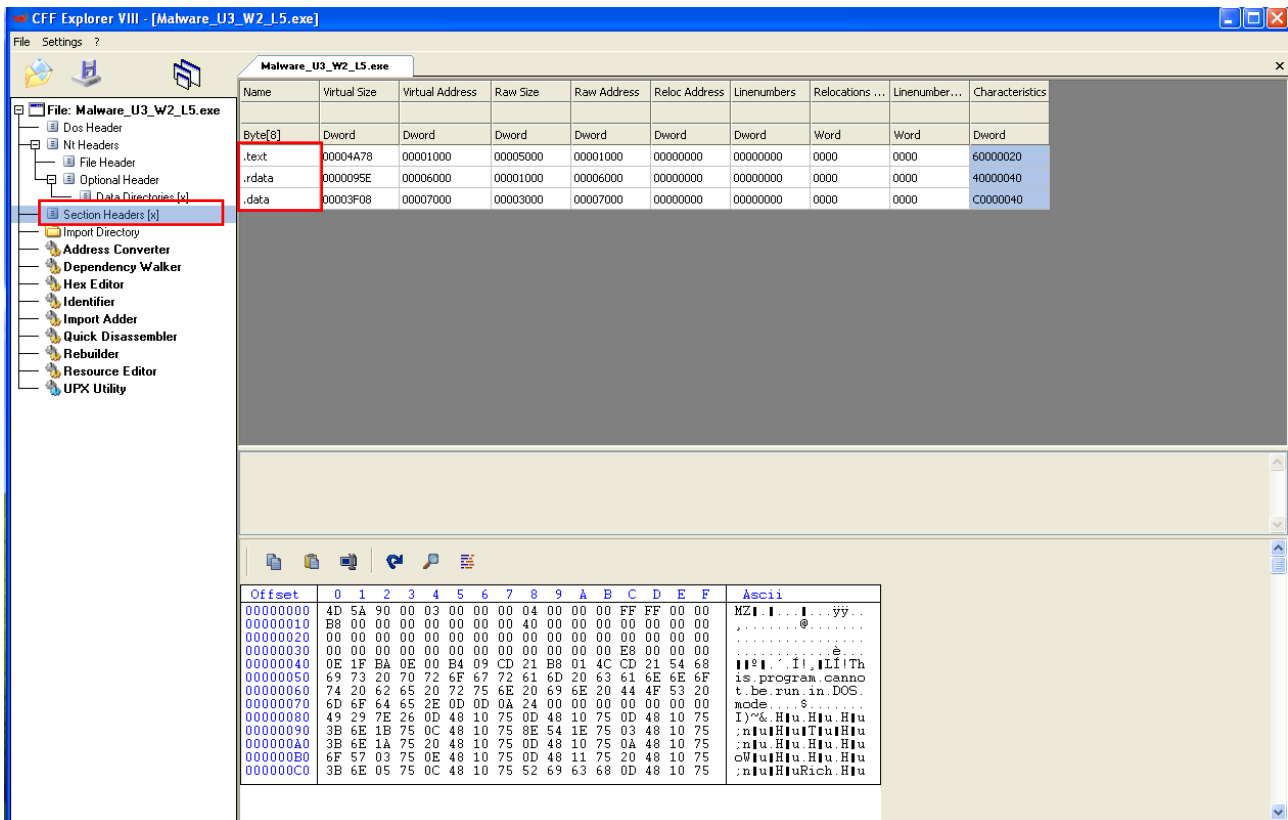 CFF Explorer VIII - [Malware_U3_W2_L5.exe]
File Settings ?
Malware_U3_W2_L5.exe
File: Malware_U3_W2_L5.exe
Dos Header
Nt Headers
File Header
Optional Header
Data Directories [x]
Section Headers [x]
Import Directory
Address Converter
Dependency Walker
Hex Editor
Identifier
Import Adder
Quick Disassembler
Rebuilder
Resource Editor
UPX Utility
Name Virtual Size Virtual Address Raw Size Raw Address Reloc Address Linenumbers Relocations ... Linenumber... Characteristics
Byte[8] Dword Dword Dword Dword Dword Dword Word Word Dword
.text 00004A78 00001000 00005000 00001000 00000000 00000000 0000 0000 60000020
.rdata 0000095E 00006000 00001000 00006000 00000000 00000000 0000 0000 40000040
.data 00003F08 00007000 00003000 00007000 00000000 00000000 0000 0000 C0000040
Offset 0 1 2 3 4 5 6 7 8 9 A B C D E F Ascii
00000000 4D 5A 90 00 03 00 00 00 04 00 00 00 FF FF 00 00 MZ▮.▮...▮...ÿÿ..
00000010 B8 00 00 00 00 00 00 00 40 00 00 00 00 00 00 00 ¸.......@.......
00000020 00 00 00 00 00 00 00 00 00 00 00 00 00 00 00 00 ................
00000030 00 00 00 00 00 00 00 00 00 00 00 00 E8 00 00 00 ............è...
00000040 0E 1F BA 0E 00 B4 09 CD 21 B8 01 4C CD 21 54 68 ▮▮º▮.´.Í!¸▮LÍ!Th
00000050 69 73 20 70 72 6F 67 72 61 6D 20 63 61 6E 6E 6F is.program.canno
00000060 74 20 62 65 20 72 75 6E 20 69 6E 20 44 4F 53 20 t.be.run.in.DOS.
00000070 6D 6F 64 65 2E 0D 0D 0A 24 00 00 00 00 00 00 00 mode....$.......
00000080 49 29 7E 26 0D 48 10 75 0D 48 10 75 0D 48 10 75 I)~&.H▮u.H▮u.H▮u
00000090 3B 6E 1B 75 0C 48 10 75 8E 54 1E 75 03 48 10 75 ;n▮u▮H▮u▮T▮u▮H▮u
000000A0 3B 6E 1A 75 20 48 10 75 0D 48 10 75 0A 48 10 75 ;n▮u.H▮u.H▮u.H▮u
000000B0 6F 57 03 75 0E 48 10 75 0D 48 11 75 20 48 10 75 oW▮u▮H▮u.H▮u.H▮u
000000C0 3B 6E 05 75 0C 48 10 75 52 69 63 68 0D 48 10 75 ;n▮u▮H▮uRich.H▮u